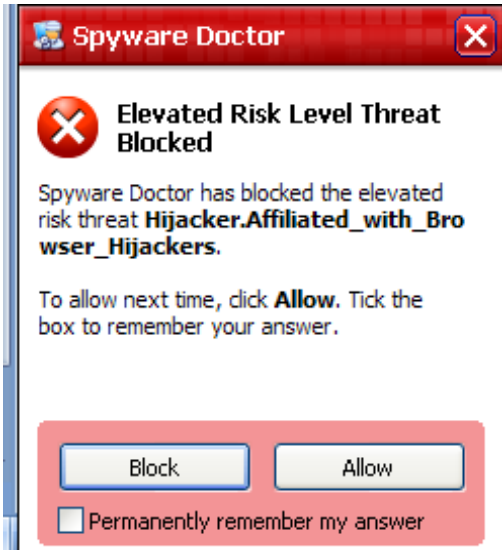 Spyware Doctor
Elevated Risk Level Threat
Blocked
Spyware Doctor has blocked the elevated
risk threat Hijacker.Affiliated_with_Bro
wser_Hijackers.
To allow next time, click Allow. Tick the
box to remember your answer.
Block Allow
Permanently remember my answer